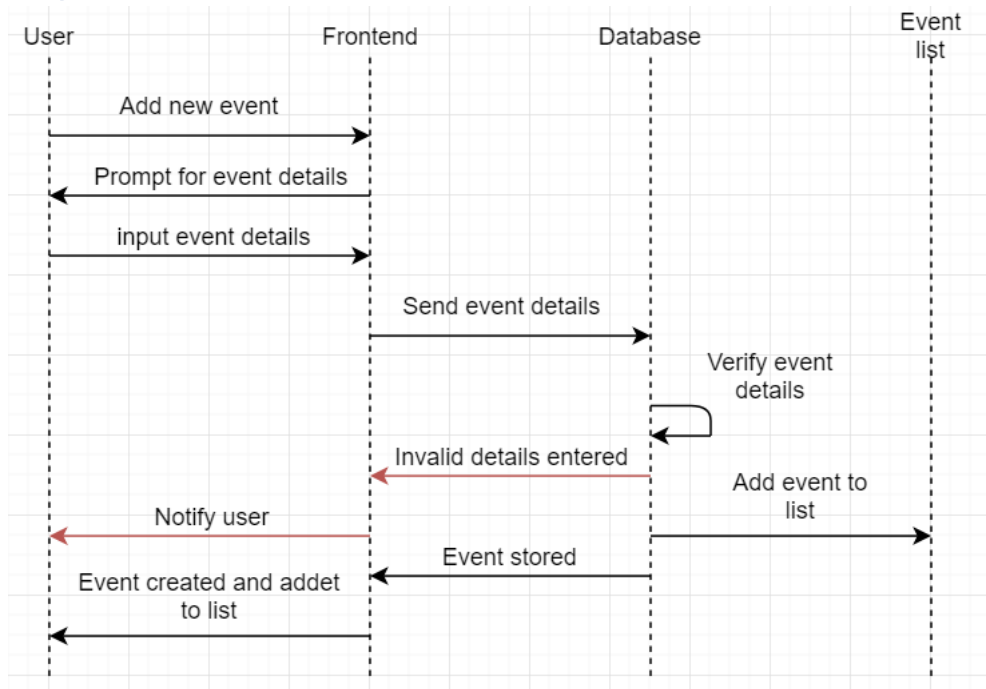 User
Frontend
Database
Event
list
Add new event
Prompt for event details
input event details
Send event details
Verify event
details
Invalid details entered
Add event to
list
Notify user
Event stored
Event created and addet
to list